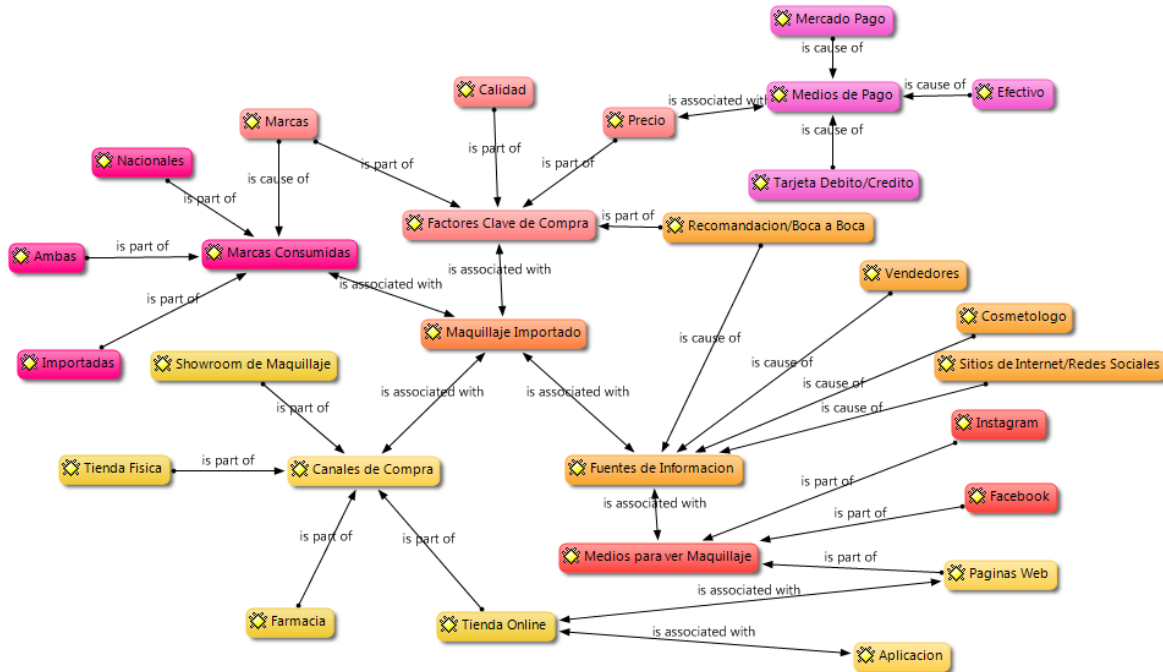 Mercado Pago
is cause of
Calidad
Medios de Pago
is cause of
Efectivo
is associated with
Marcas
Precio
is cause of
Nacionales
is part of
is part of
is part of
is cause of
is part of
Tarjeta Debito/Credito
Factores Clave de Compra
is part of
Recomandacion/Boca a Boca
Ambas
is part of
Marcas Consumidas
is associated with
is associated with
Vendedores
is part of
Cosmetologo
Maquillaje Importado
is cause of
Importadas
Showroom de Maquillaje
is cause of
Sitios de Internet/Redes Sociales
is associated with
is associated with
is cause of
is part of
is cause of
Instagram
Tienda Fisica
is part of
Canales de Compra
Fuentes de Informacion
is part of
Facebook
is associated with
is part of
is part of
is part of
Medios para ver Maquillaje
is part of
Paginas Web
is associated with
Farmacia
Tienda Online
is associated with
Aplicacion